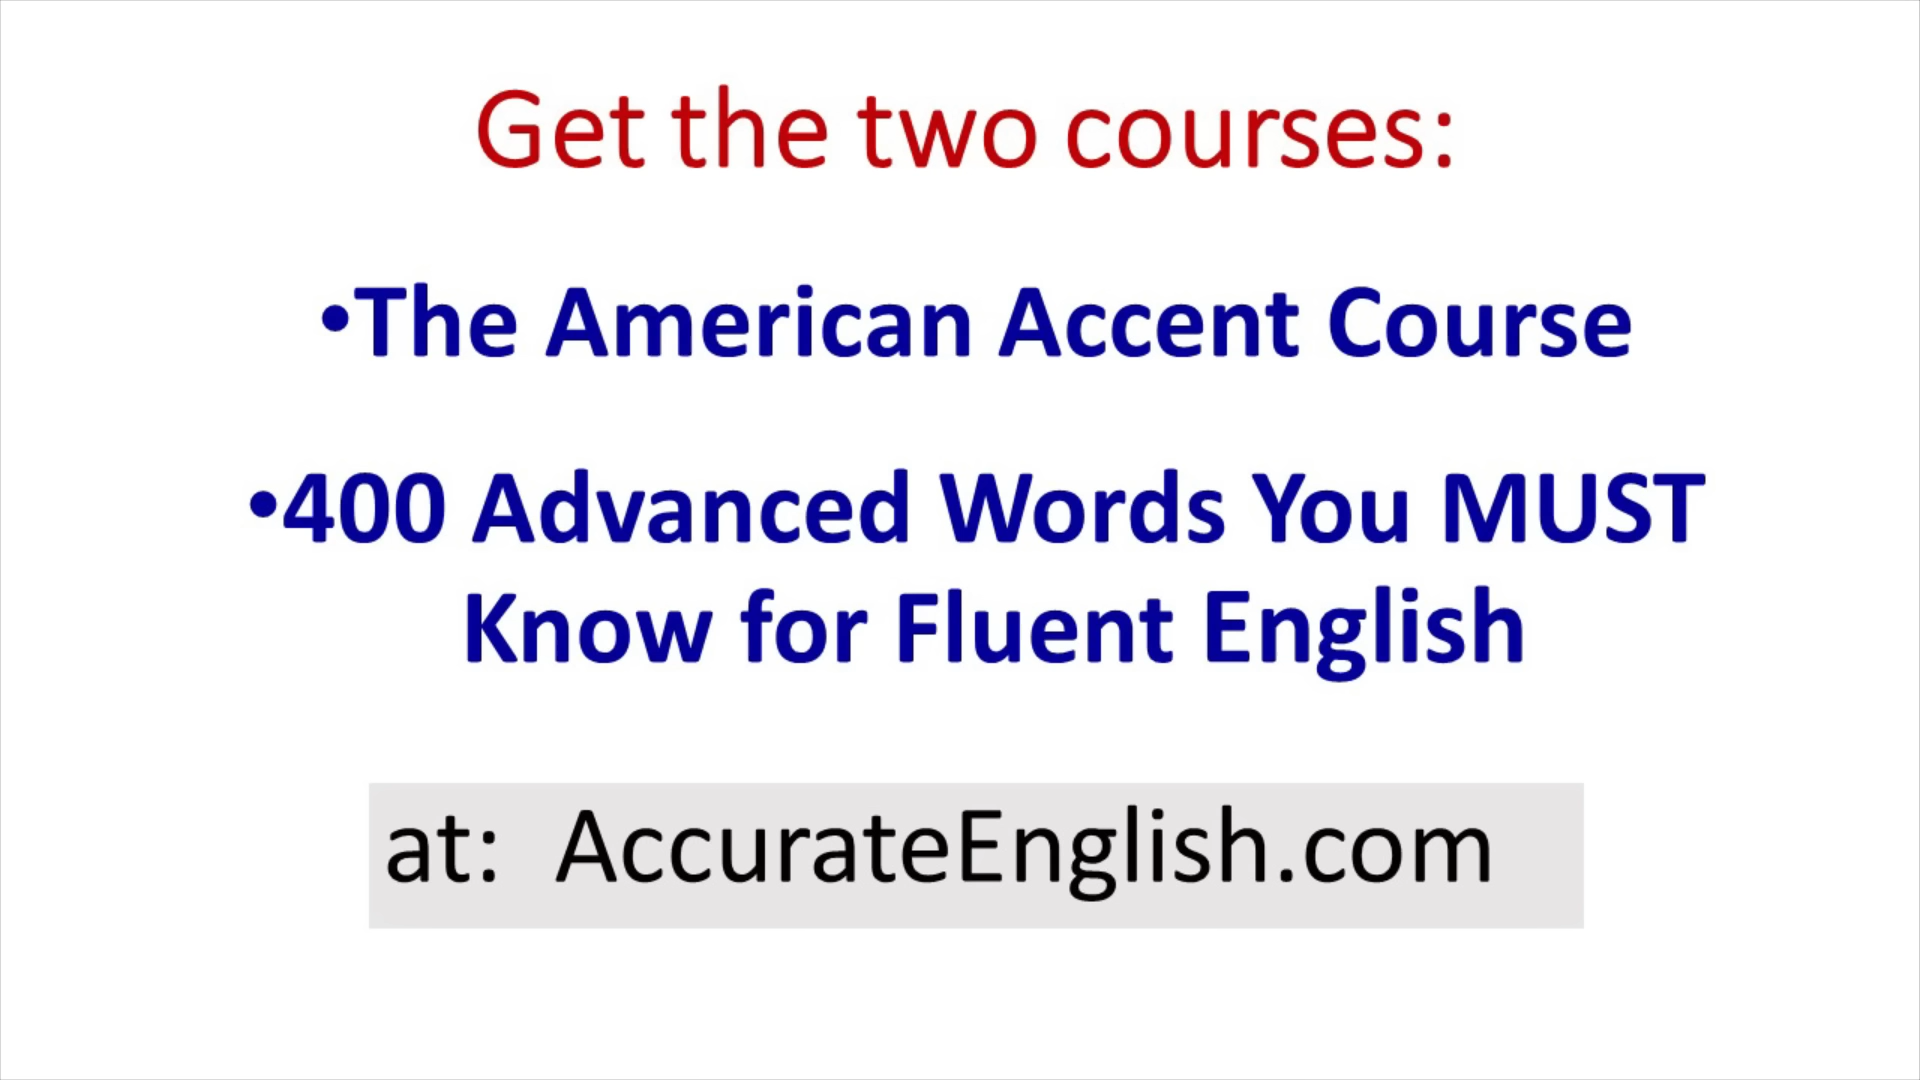 Get the two courses:
•The American Accent Course
•400 Advanced Words You MUST
Know for Fluent English
at: AccurateEnglish.com